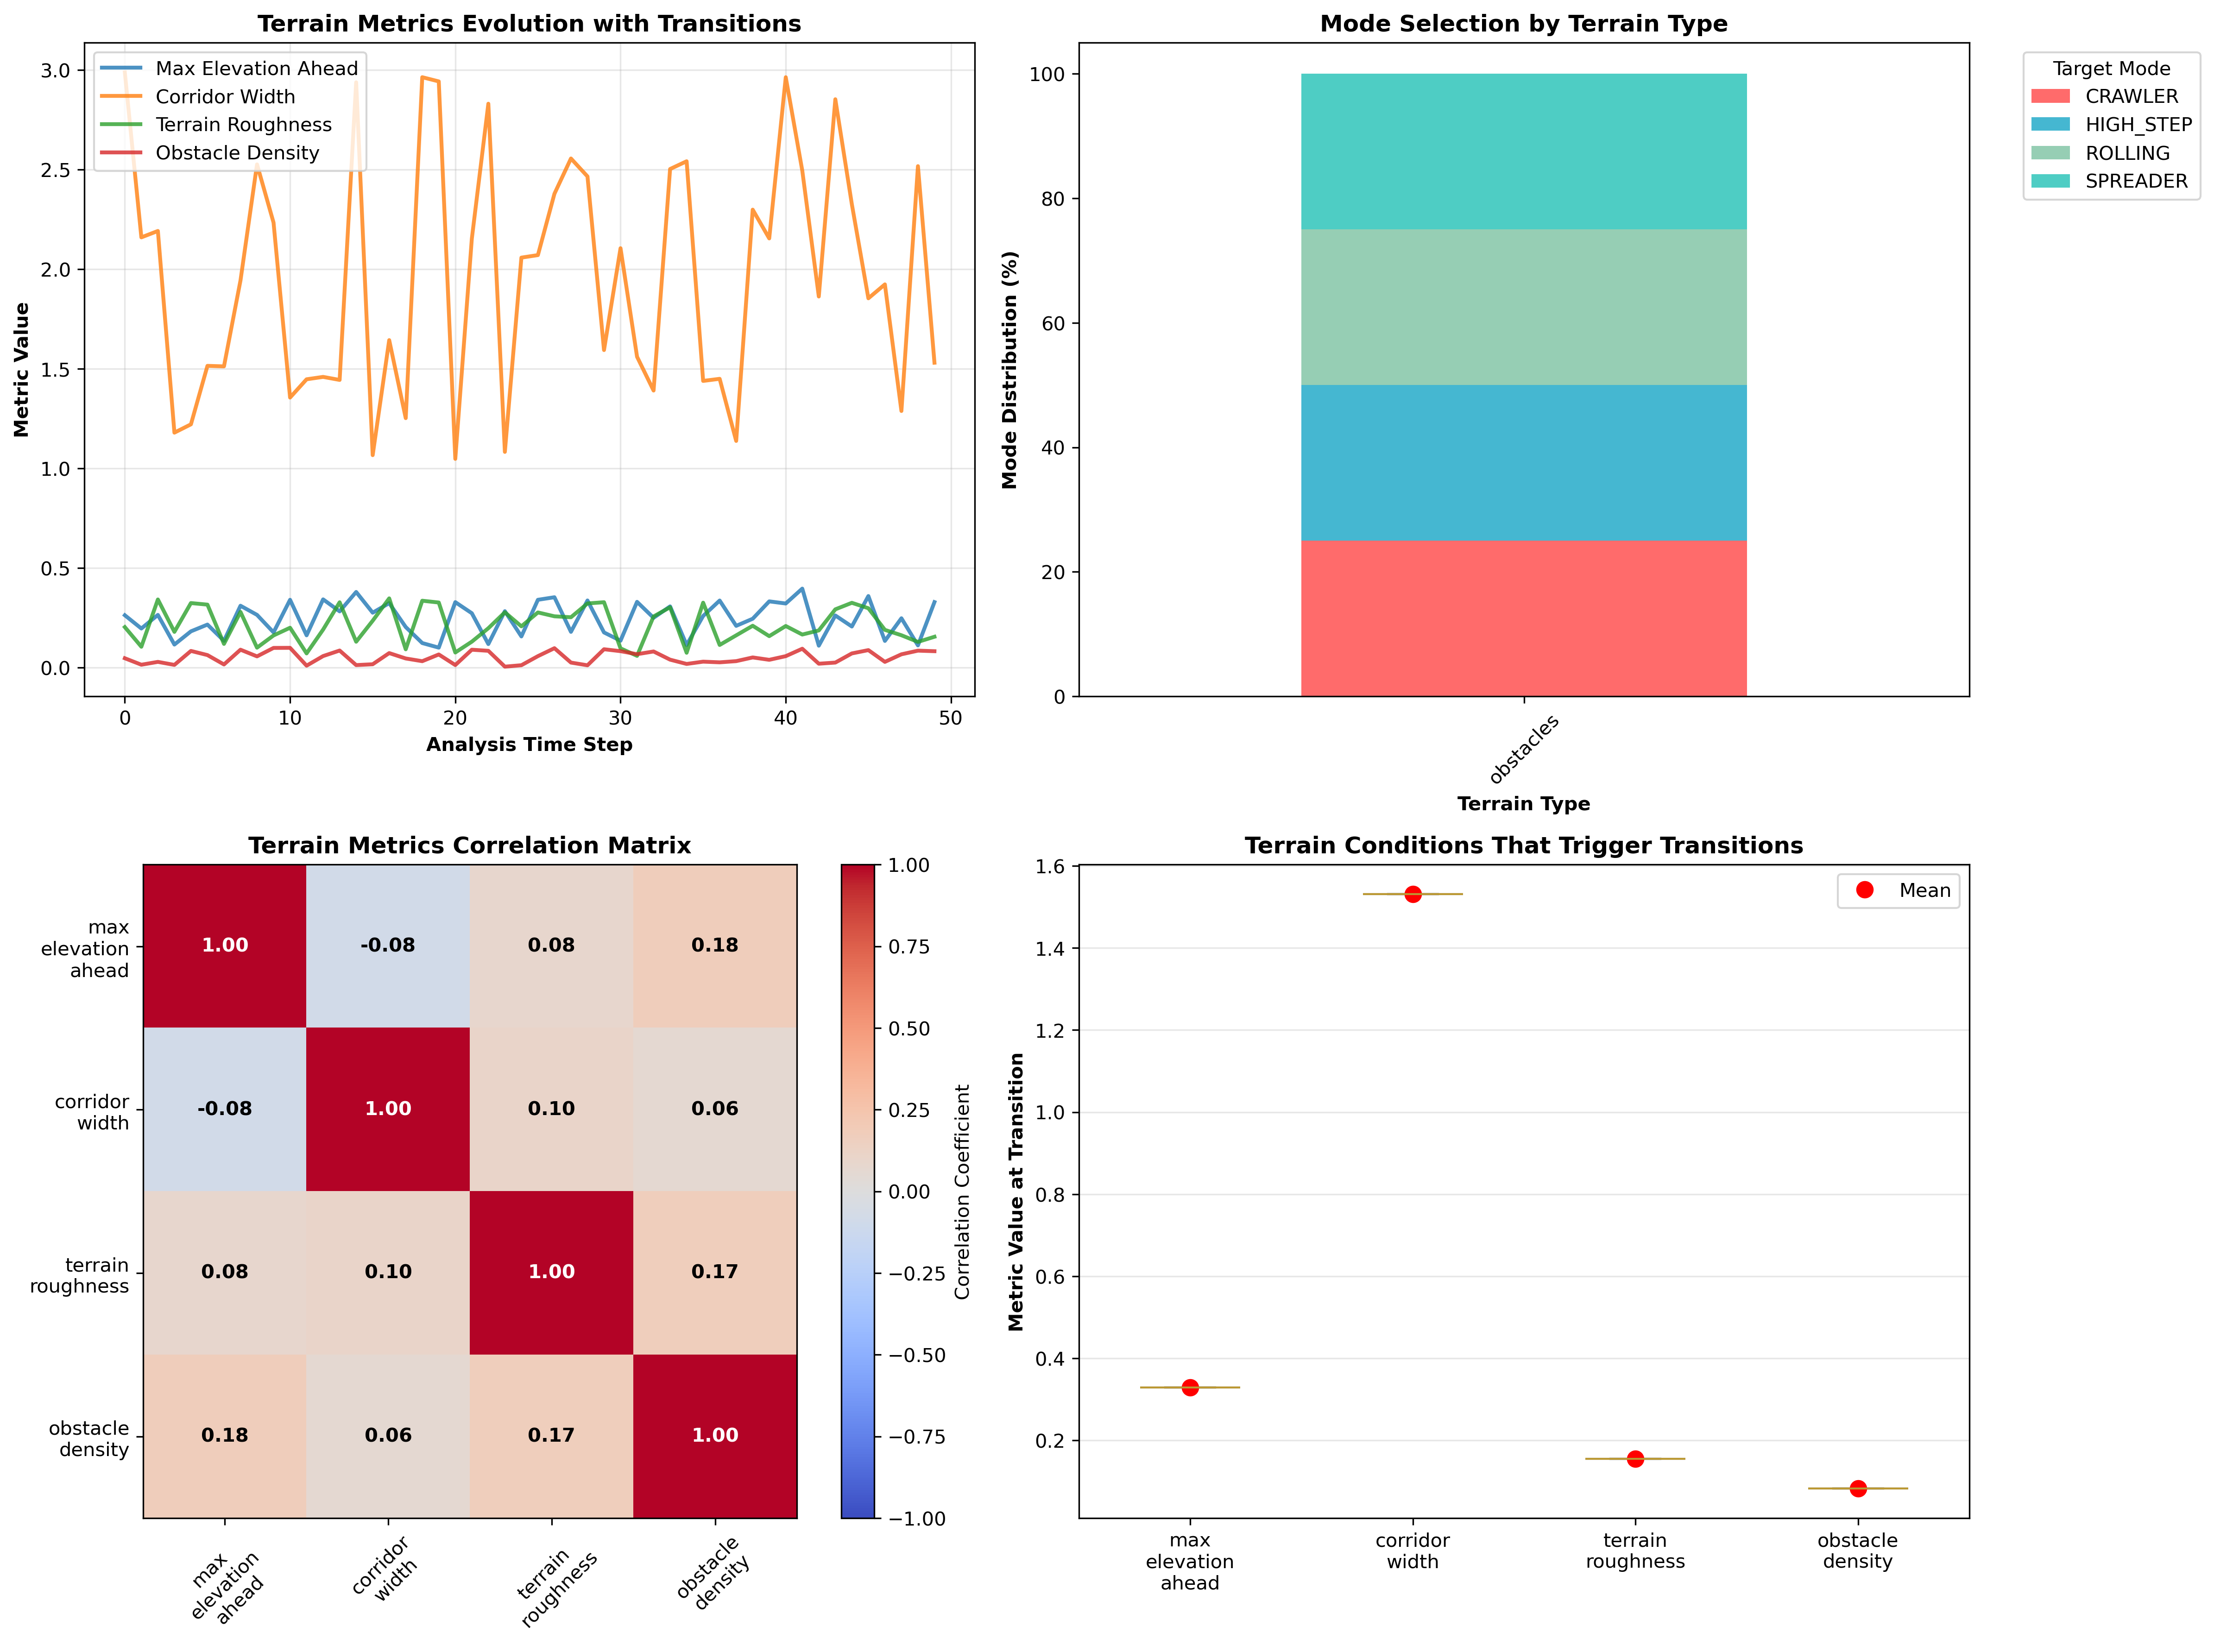 Terrain Metrics Evolution with Transitions
Max Elevation Ahead
Corridor Width
Terrain Roughness
Obstacle Density
Metric Value
3.0
2.5
2.0
1.5
1.0
0.5
0.0
0
10
20
30
40
50
Analysis Time Step
Mode Selection by Terrain Type
Mode Distribution (%)
100
80
60
40
20
0
obstacles
Terrain Type
Target Mode
CRAWLER
HIGH_STEP
ROLLING
SPREADER
Terrain Metrics Correlation Matrix
max
elevation
ahead
corridor
width
terrain
roughness
obstacle
density
1.00
-0.08
0.08
0.18
-0.08
1.00
0.10
0.06
0.08
0.10
1.00
0.17
0.18
0.06
0.17
1.00
max
elevation
ahead
corridor
width
terrain
roughness
obstacle
density
1.00
0.75
0.50
0.25
0.00
−0.25
−0.50
−0.75
−1.00
Correlation Coefficient
Terrain Conditions That Trigger Transitions
Mean
Metric Value at Transition
1.6
1.4
1.2
1.0
0.8
0.6
0.4
0.2
max
elevation
ahead
corridor
width
terrain
roughness
obstacle
density